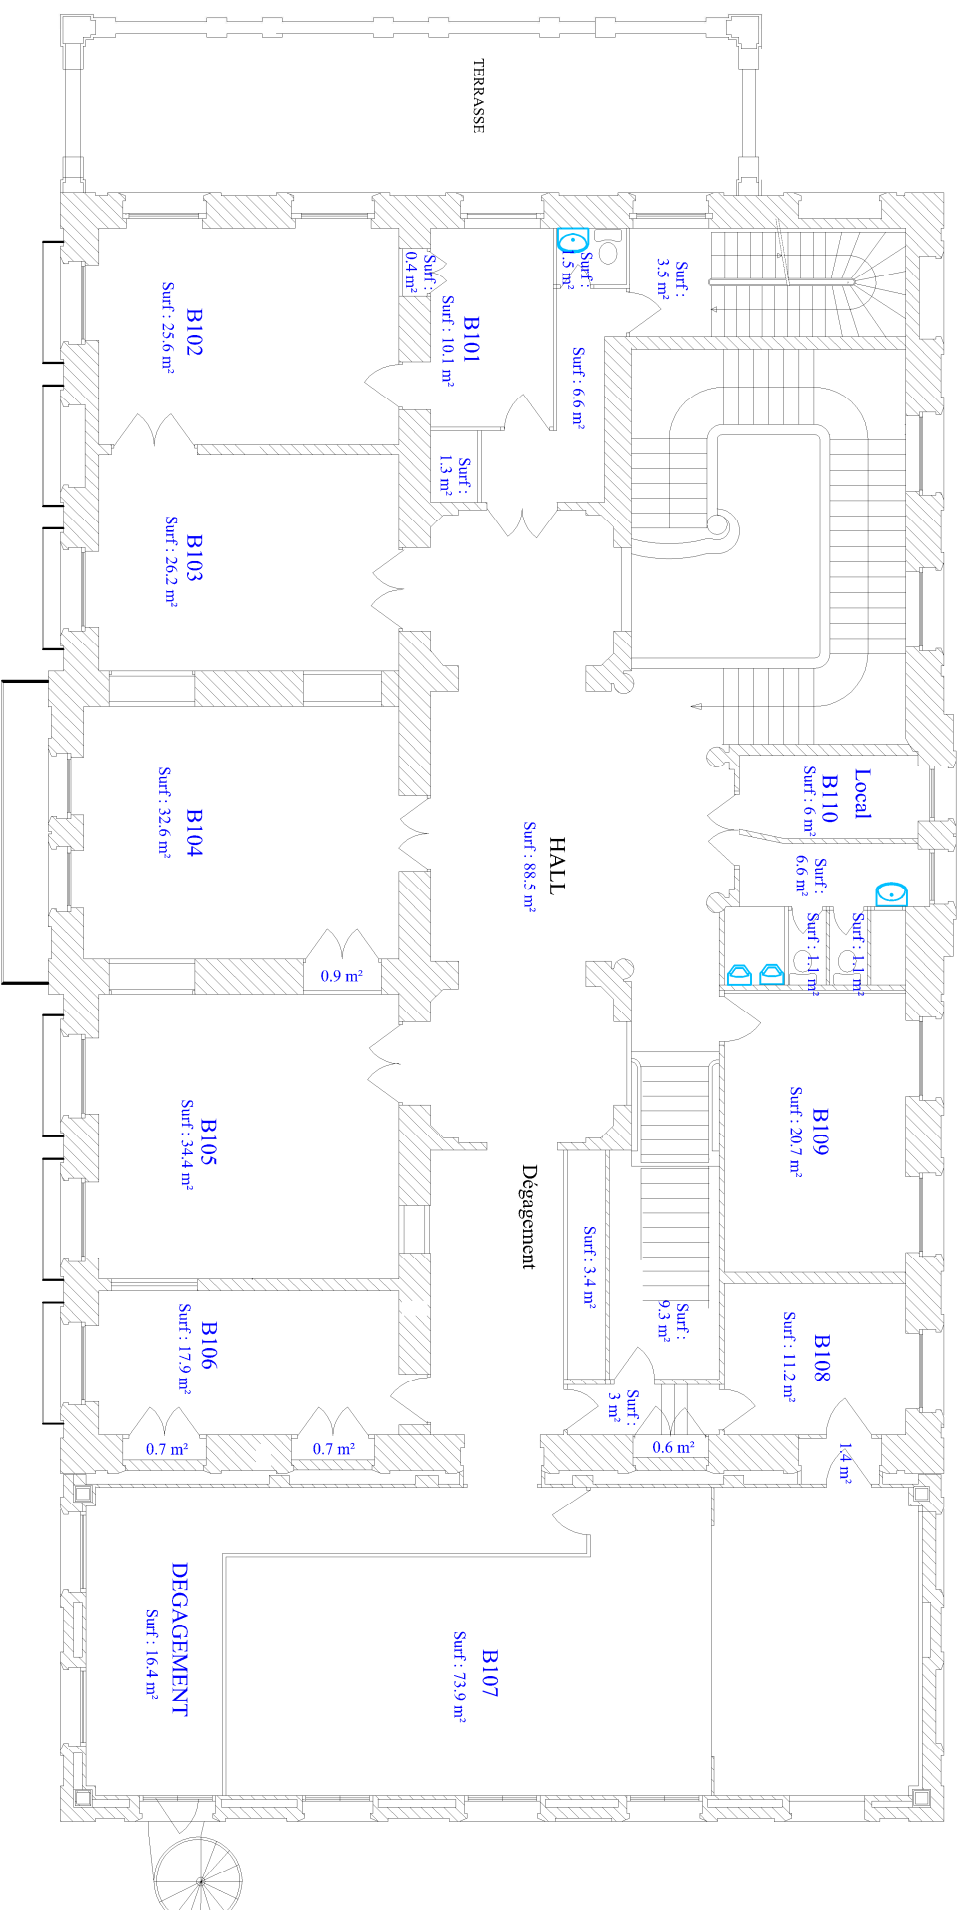 TERRASSE
B102
Surf : 25.6 m²
Surf :
0.4 m²
B101
Surf : 10.1 m²
Surf :
.5 m²
Surf :
3.5 m²
Surf : 6.6 m²
Surf :
1.3 m²
B103
Surf : 26.2 m²
B104
Surf : 32.6 m²
0.9 m²
HALL
Surf : 88.5 m²
Local
B110
Surf : 6 m²
Surf :
6.6 m²
Surf : 1.1 m²
Surf : 1.1 m²
B105
Surf : 34.4 m²
Dégagement
Surf : 3.4 m²
B109
Surf : 20.7 m²
B106
Surf : 17.9 m²
Surf :
9.3 m²
B108
Surf : 11.2 m²
Surf :
3 m²
0.7 m²
0.7 m²
0.6 m²
1.4 m²
DEGAGEMENT
Surf : 16.4 m²
B107
Surf : 73.9 m²